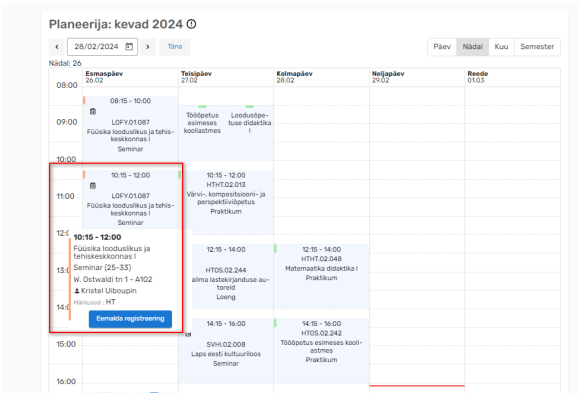 Planeerija: kevad 2024
28/02/2024
Täna
Päev Nädal Kuu Semester
Nädal: 26
Esmaspäev
26.02
Teisipäev
27.02
Kolmapäev
28.02
Neljapäev
29.02
Reede
01.03
08:00
08:15 - 10:00
LOFY.01.087
Füüsika looduslikus ja tehis-
keskkonnas I
Seminar
Tööõpetus
esimeses
kooliastmes
Loodusõpe-
tuse didaktika
I
09:00
10:00
10:15 - 12:00
LOFY.01.087
Füüsika looduslikus ja tehis-
keskkonnas I
Seminar
10:15 - 12:00
HTHT.02.013
Värvi-, kompositsiooni- ja
perspektiiviõpetus
Praktikum
11:00
10:15 - 12:00
Füüsika looduslikus ja
tehiskeskkonnas I
Seminar (25-33)
W. Ostwaldi tn 1 - A102
Kristel Uiboupin
Märkused : HT
Eemalda registreering
12:15 - 14:00
HTOS.02.244
ailma lastekirjanduse au-
toreid
Loeng
12:15 - 14:00
HTHT.02.048
Matemaatika didaktika I
Praktikum
14:15 - 16:00
SVHI.02.008
Laps eesti kultuuriloos
Seminar
14:15 - 16:00
HTOS.02.242
Tööõpetus esimeses kooli-
astmes
Praktikum
15:00
16:00